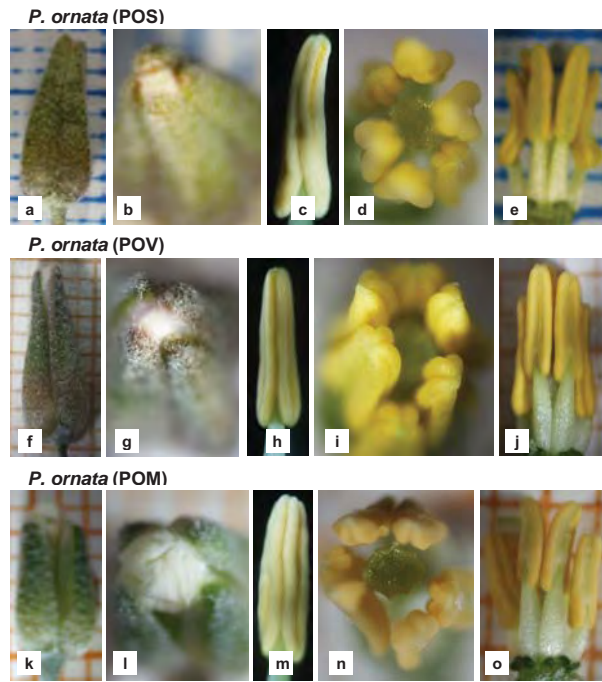 P. ornata (POS)
a b c d e
P. ornata (POV)
f g h i j
P. ornata (POM)
k l m n o